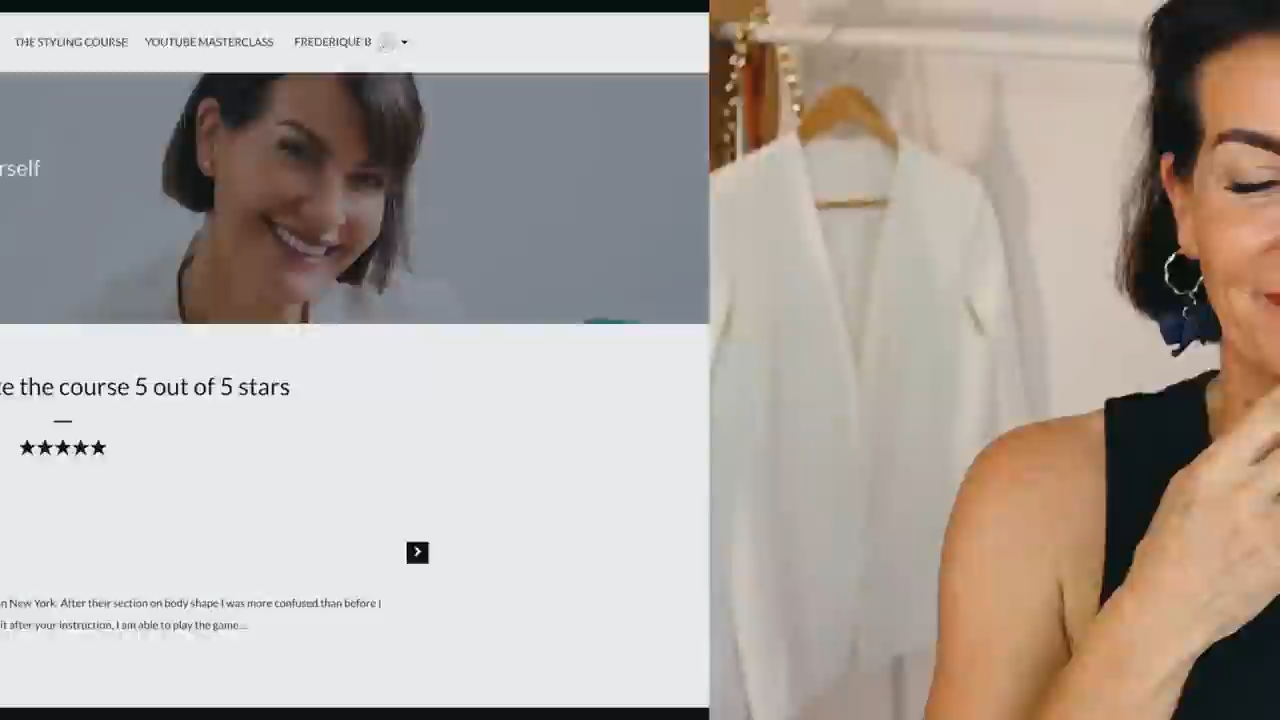 THE STYLING COURSE YOUTUBE MASTERCLASS FREDERIQUE B
rself
the course 5 out of 5 stars
n New York. After their section on body shape I was more confused than before I
it after your instruction, I am able to play the game...